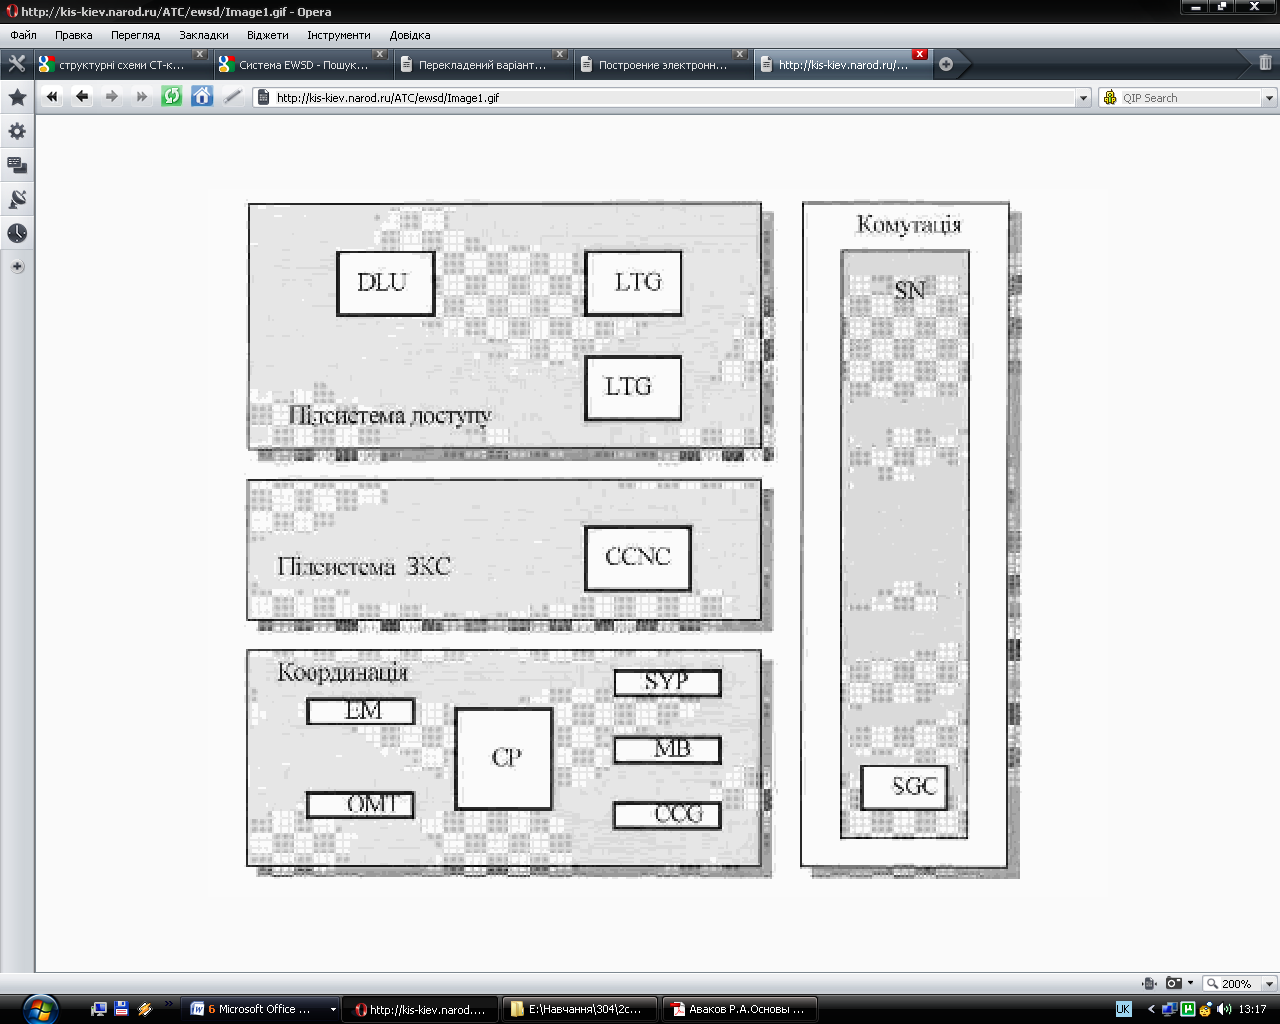 http://kis-kiev.narod.ru/ATC/ewsd/Image1.gif - Opera
Файл Правка Перегляд Закладки Віджети Інструменти Довідка
структурні схеми СТ-к... Система EWSD - Пошук... Перекладений варіант... Построение электронн... http://kis-kiev.narod.ru/...
http://kis-kiev.narod.ru/ATC/ewsd/Image1.gif QIP Search
Комутація
DLU LTG SN
LTG
Підсистема доступу
Підсистема ЗКС CCNC
Координація
SYP
EM
CP MB
OMT CCG
SGC
200%
6 Microsoft Office ... http://kis-kiev.narod.... E:\Навчання\304\2с... Аваков Р.А.Основы ... UK 13:17